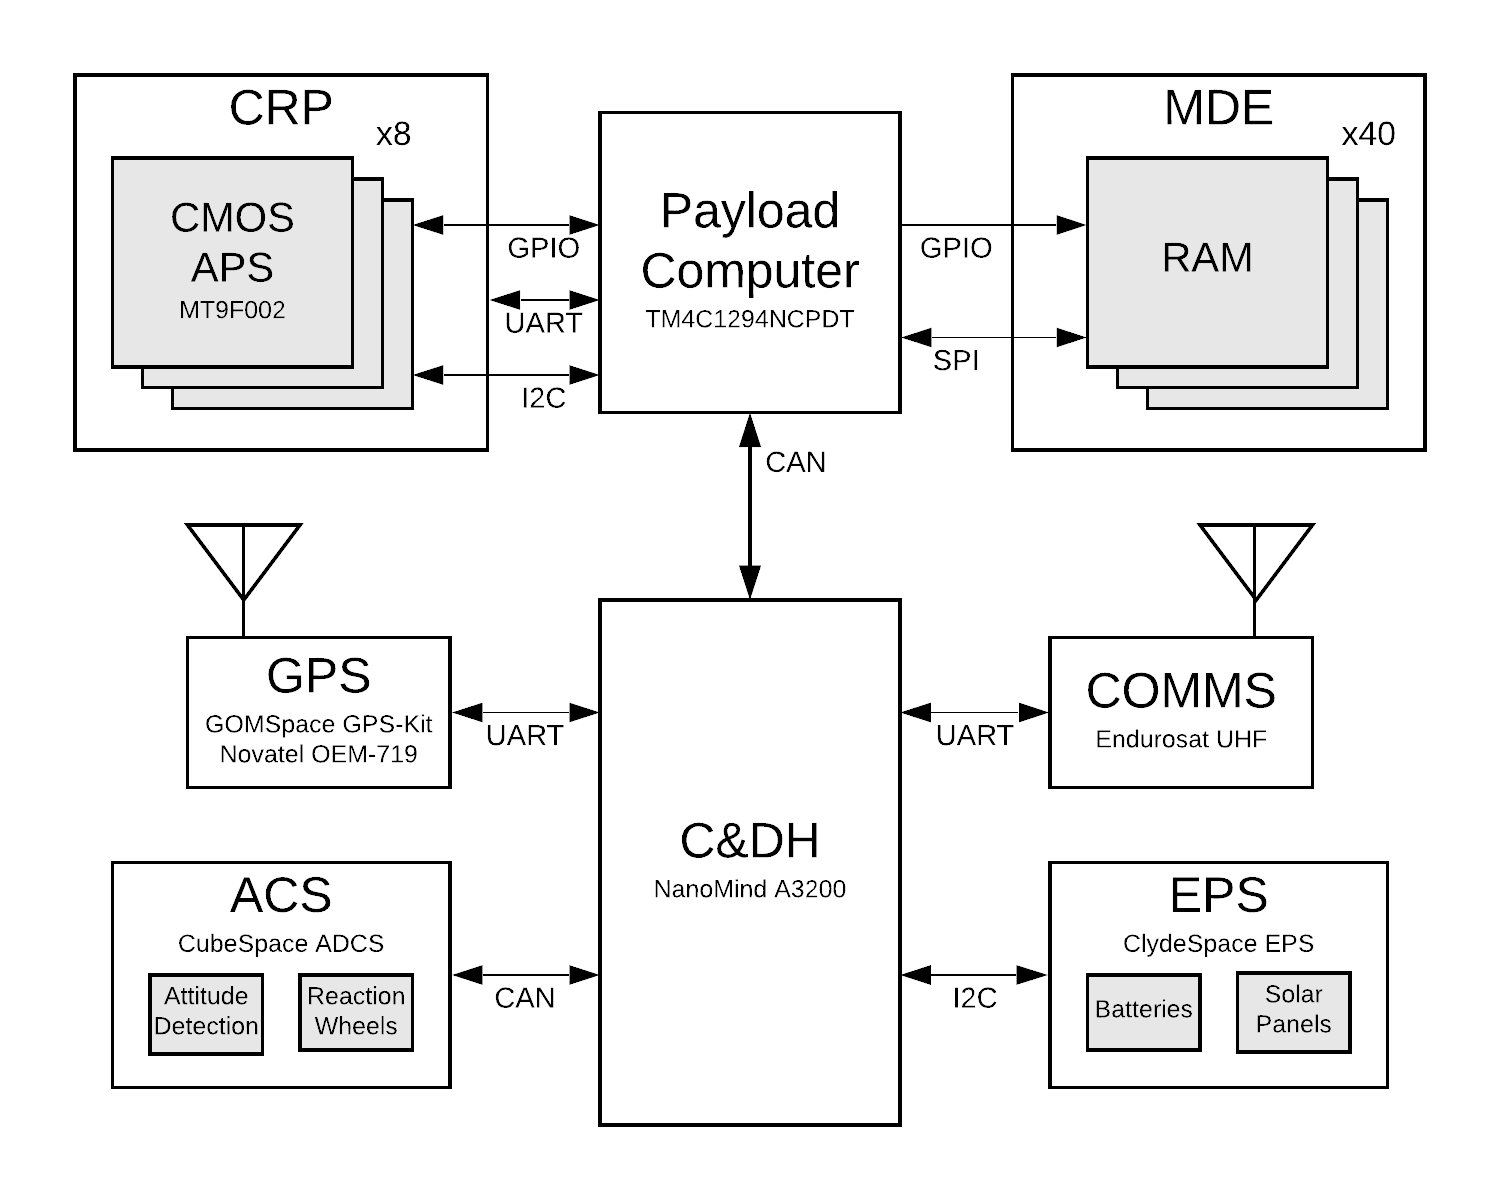 CRP
x8
CMOS
APS
MT9F002
GPIO
UART
I2C
Payload
Computer
TM4C1294NCPDT
GPIO
SPI
MDE
x40
RAM
CAN
GPS
GOMSpace GPS-Kit
Novatel OEM-719
UART
C&DH
NanoMind A3200
UART
COMMS
Endurosat UHF
ACS
CubeSpace ADCS
Attitude
Detection
Reaction
Wheels
CAN
I2C
EPS
ClydeSpace EPS
Batteries
Solar
Panels